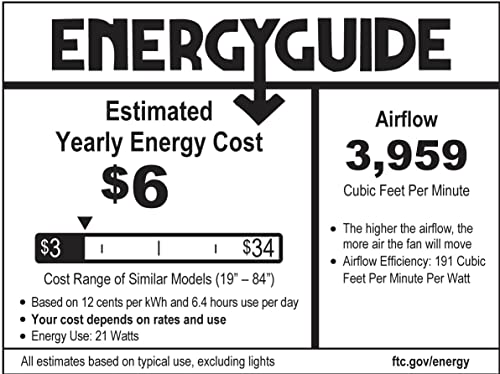 ENERGYGUIDE
Estimated
Yearly Energy Cost
$6
$3
$34
Cost Range of Similar Models (19” – 84”)
• Based on 12 cents per kWh and 6.4 hours use per day
• Your cost depends on rates and use
• Energy Use: 21 Watts
Airflow
3,959
Cubic Feet Per Minute
• The higher the airflow, the
more air the fan will move
• Airflow Efficiency: 191 Cubic
Feet Per Minute Per Watt
All estimates based on typical use, excluding lights
ftc.gov/energy